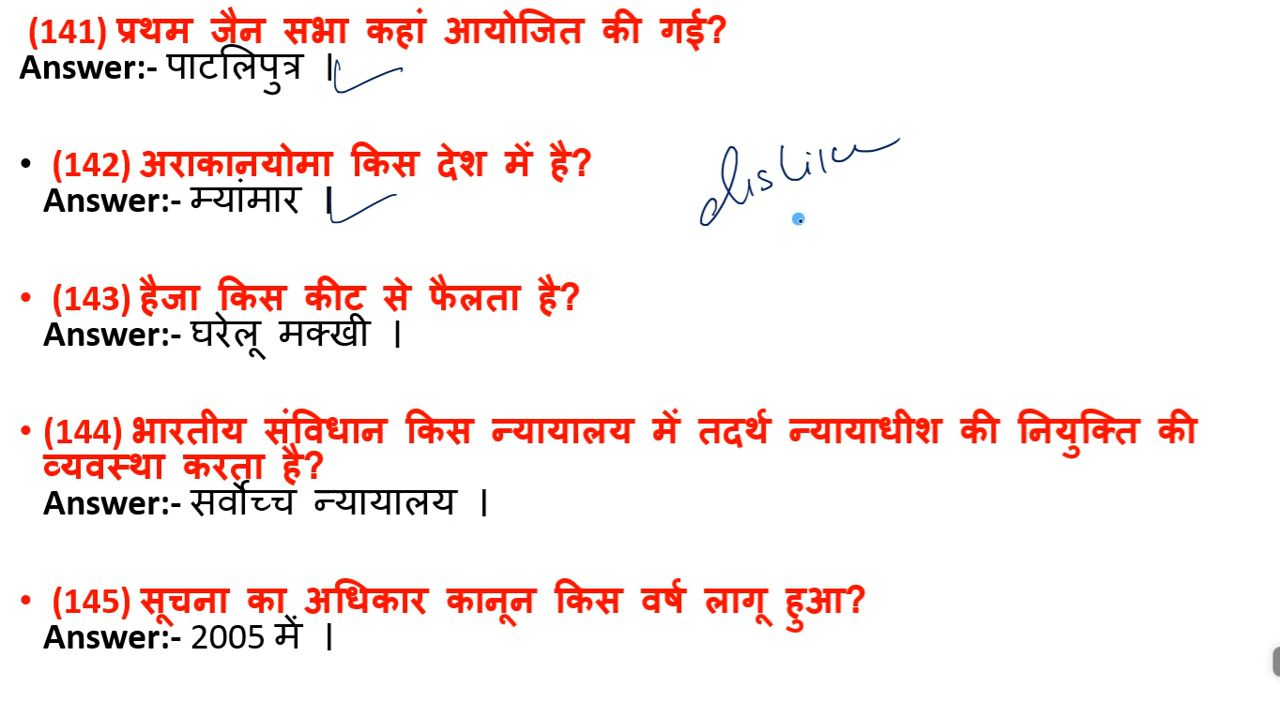 (141) प्रथम जैन सभा कहां आयोजित की गई?
Answer:- पाटलिपुत्र ।
• (142) अराकानयोमा किस देश में है?
Answer:- म्यांमार ।
dislike
• (143) हैजा किस कीट से फैलता है?
Answer:- घरेलू मक्खी ।
• (144) भारतीय संविधान किस न्यायालय में तदर्थ न्यायाधीश की नियुक्ति की
व्यवस्था करता है?
Answer:- सर्वोच्च न्यायालय ।
• (145) सूचना का अधिकार कानून किस वर्ष लागू हुआ?
Answer:- 2005 में ।